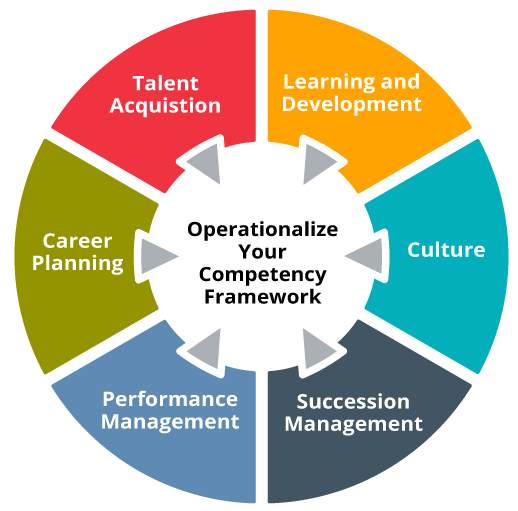 Talent
Acquistion
Learning and
Development
Career
Planning
Operationalize
Your
Competency
Framework
Culture
Performance
Management
Succession
Management